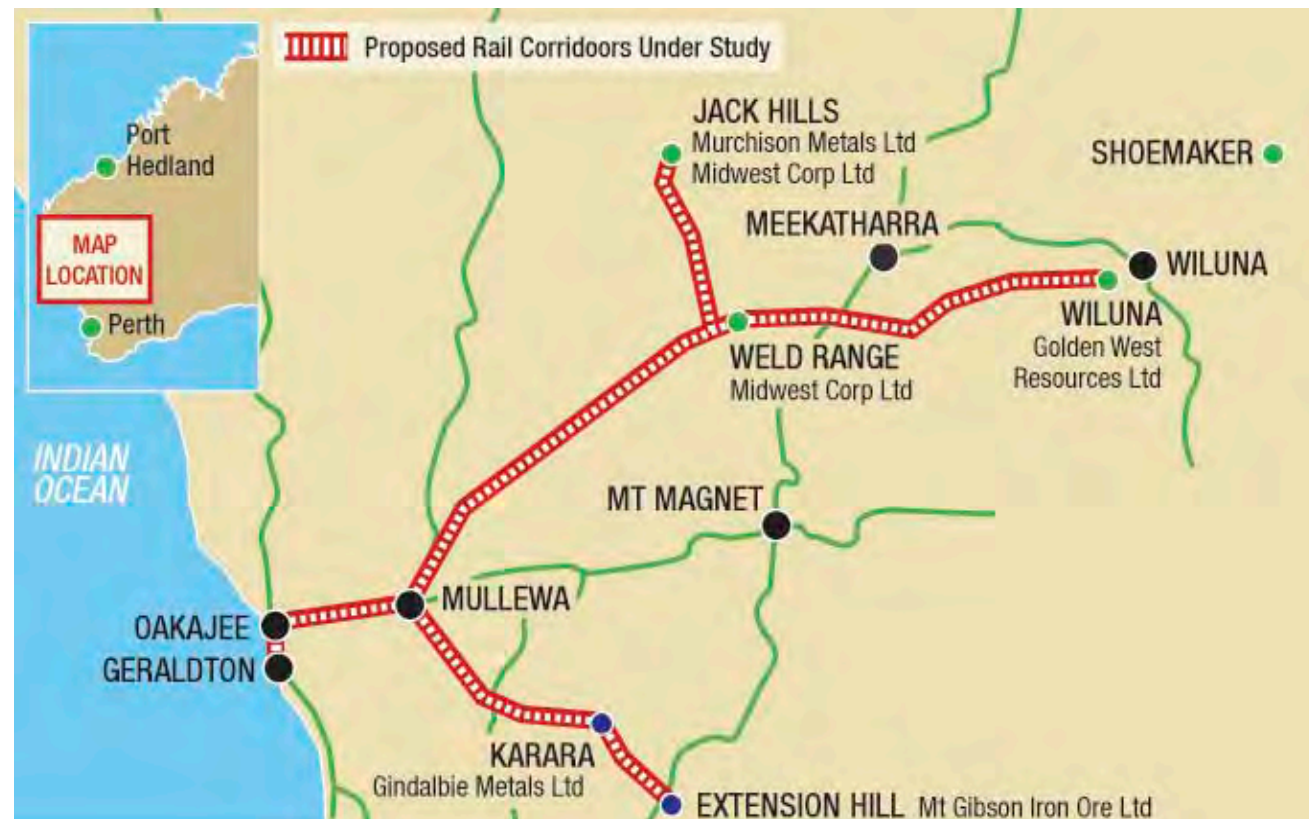 Proposed Rail Corridoors Under Study
Port
Hedland
MAP
LOCATION
Perth
JACK HILLS
Murchison Metals Ltd
Midwest Corp Ltd
SHOEMAKER
MEEKATHARRA
WILUNA
WILUNA
Golden West
Resources Ltd
WELD RANGE
Midwest Corp Ltd
INDIAN
OCEAN
MT MAGNET
MULLEWA
OAKAJEE
GERALDTON
KARARA
Gindalbie Metals Ltd
EXTENSION HILL Mt Gibson Iron Ore Ltd